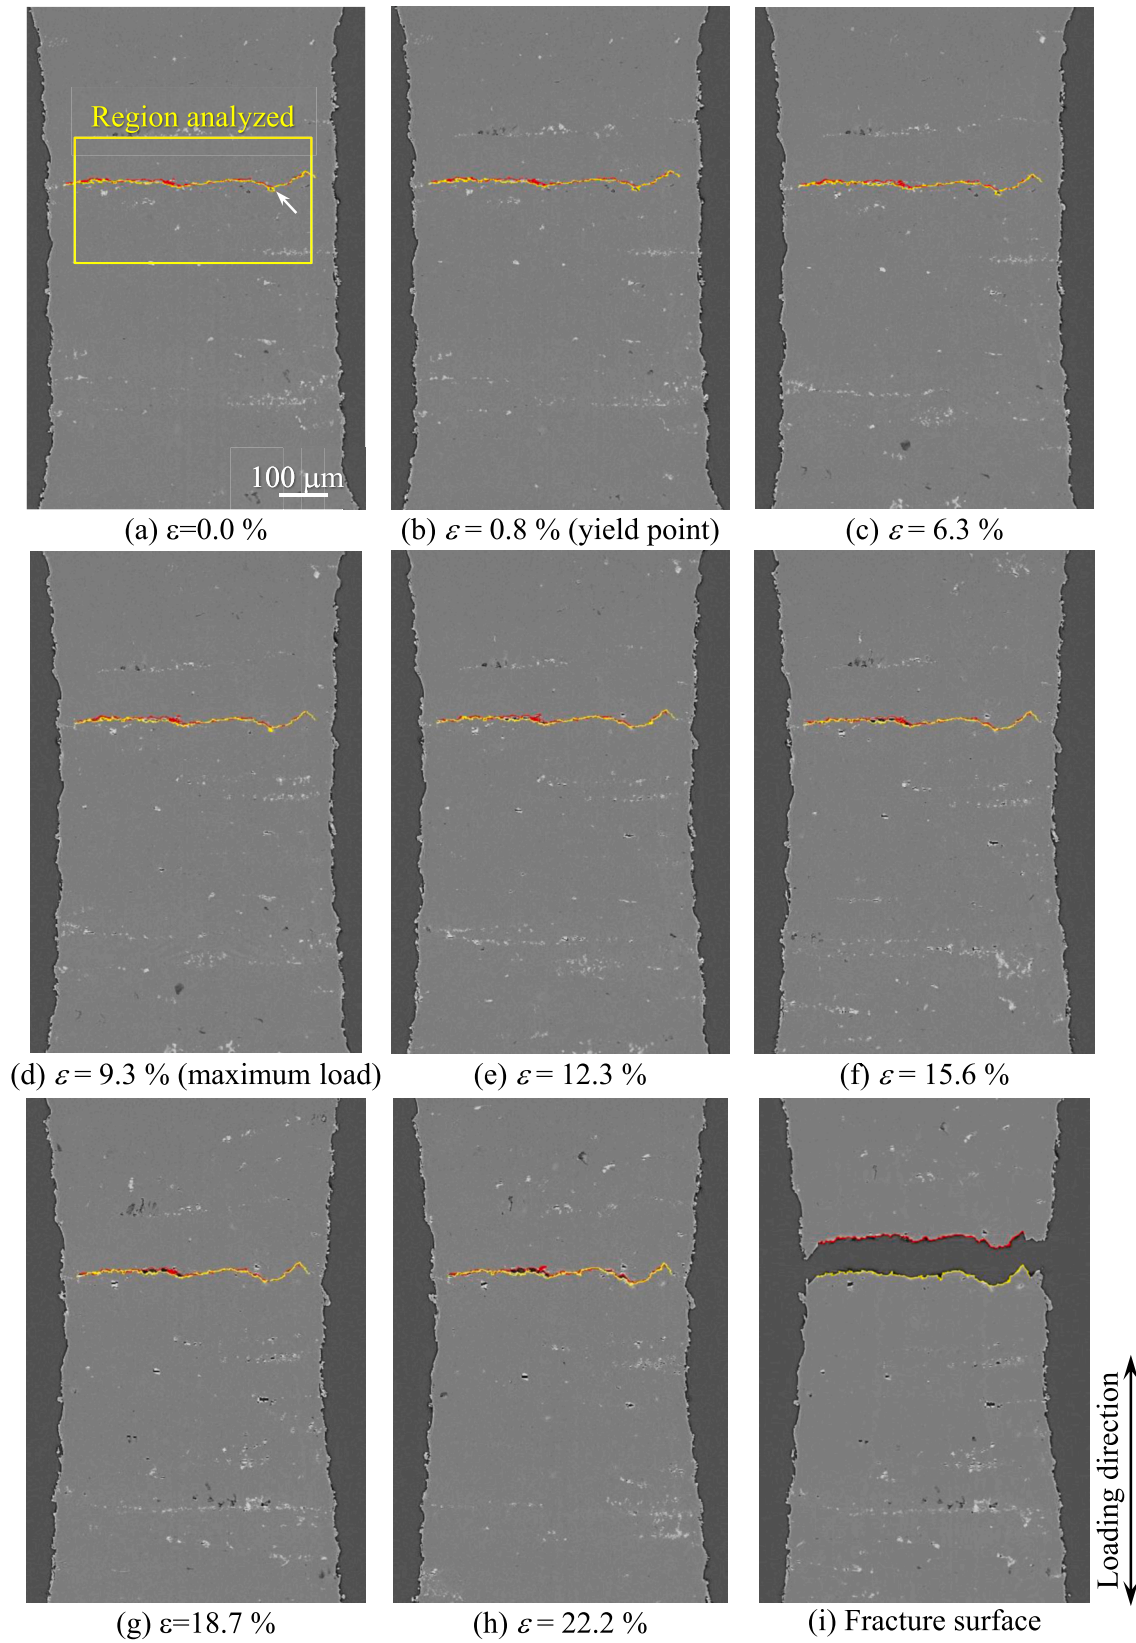 Region analyzed
100 μm
(a) ε=0.0 %
(b) ε = 0.8 % (yield point)
(c) ε = 6.3 %
(d) ε = 9.3 % (maximum load)
(e) ε = 12.3 %
(f) ε = 15.6 %
(g) ε=18.7 %
(h) ε = 22.2 %
(i) Fracture surface
Loading direction